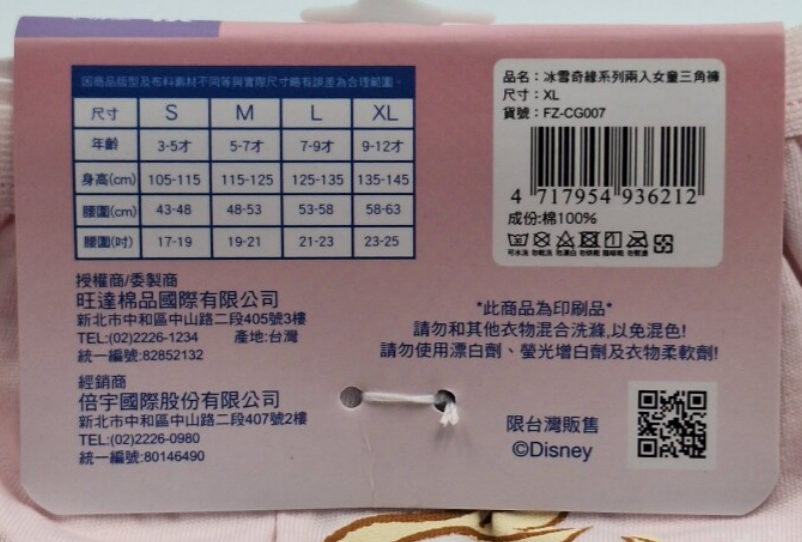 因商品版型及布料素材不同等與實際尺寸略有誤差為合理範圍。
尺寸 S M L XL
年齡 3-5才 5-7才 7-9才 9-12才
身高(cm) 105-115 115-125 125-135 135-145
腰圍(cm) 43-48 48-53 53-58 58-63
腰圍(吋) 17-19 19-21 21-23 23-25
授權商/委製商
旺達棉品國際有限公司
新北市中和區中山路二段405號3樓
TEL:(02)2226-1234 產地:台灣
統一編號:82852132
經銷商
倍宇國際股份有限公司
新北市中和區中山路二段407號2樓
TEL:(02)2226-0980
統一編號:80146490
品名：冰雪奇緣系列兩入女童三角褲
尺寸：XL
貨號：FZ-CG007
4 717954 936212
成份:棉100%
*此商品為印刷品*
請勿和其他衣物混合洗滌,以免混色!
請勿使用漂白劑、螢光增白劑及衣物柔軟劑!
限台灣販售
©Disney